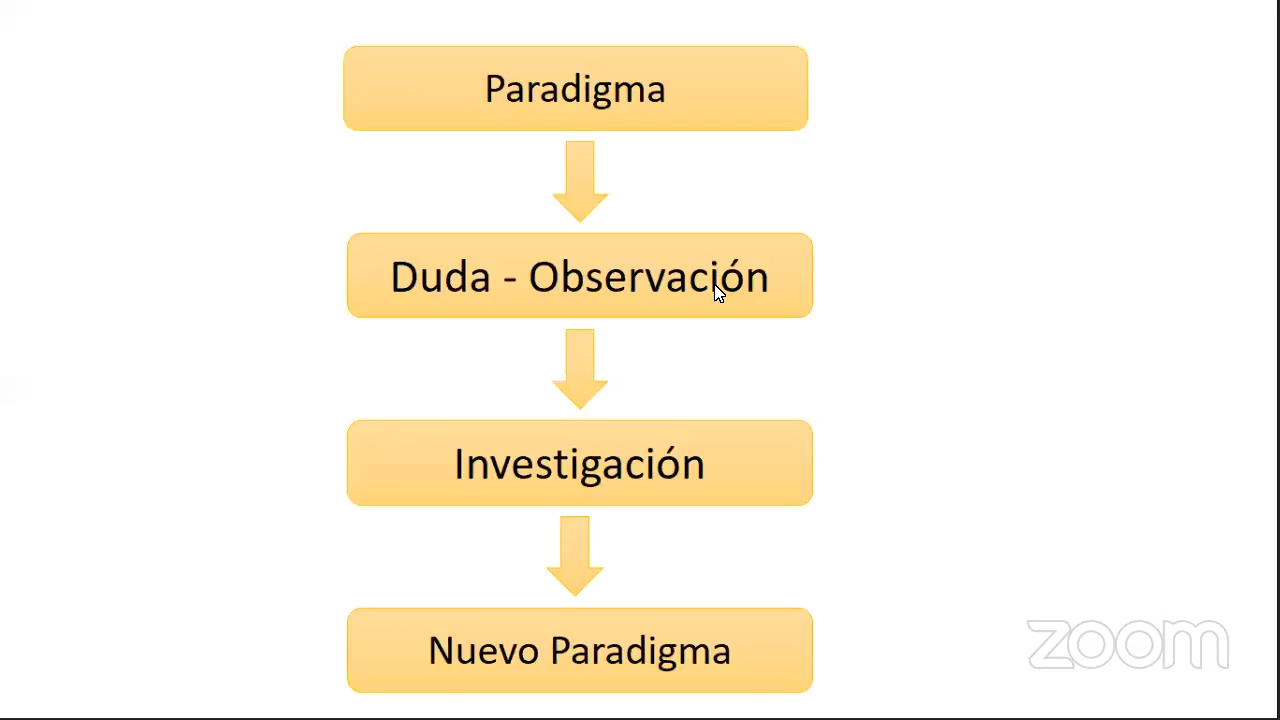 Paradigma
Duda - Observación
Investigación
Nuevo Paradigma
zoom